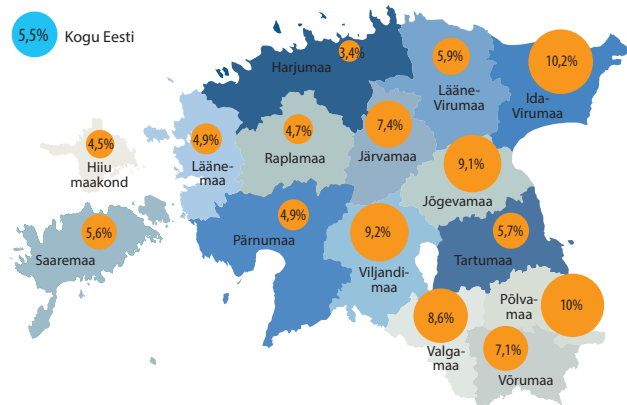 5,5% Kogu Eesti
3,4%
Harjumaa
5,9%
Lääne-
Virumaa
10,2%
Ida-
Virumaa
4,5%
Hiiu
maakond
4,9%
Lääne-
maa
4,7%
Raplamaa
7,4%
Järvamaa
9,1%
Jõgevamaa
5,6%
Saaremaa
4,9%
Pärnumaa
9,2%
Viljandi-
maa
5,7%
Tartumaa
8,6%
Valga-
maa
Põlva-
maa
10%
7,1%
Võrumaa